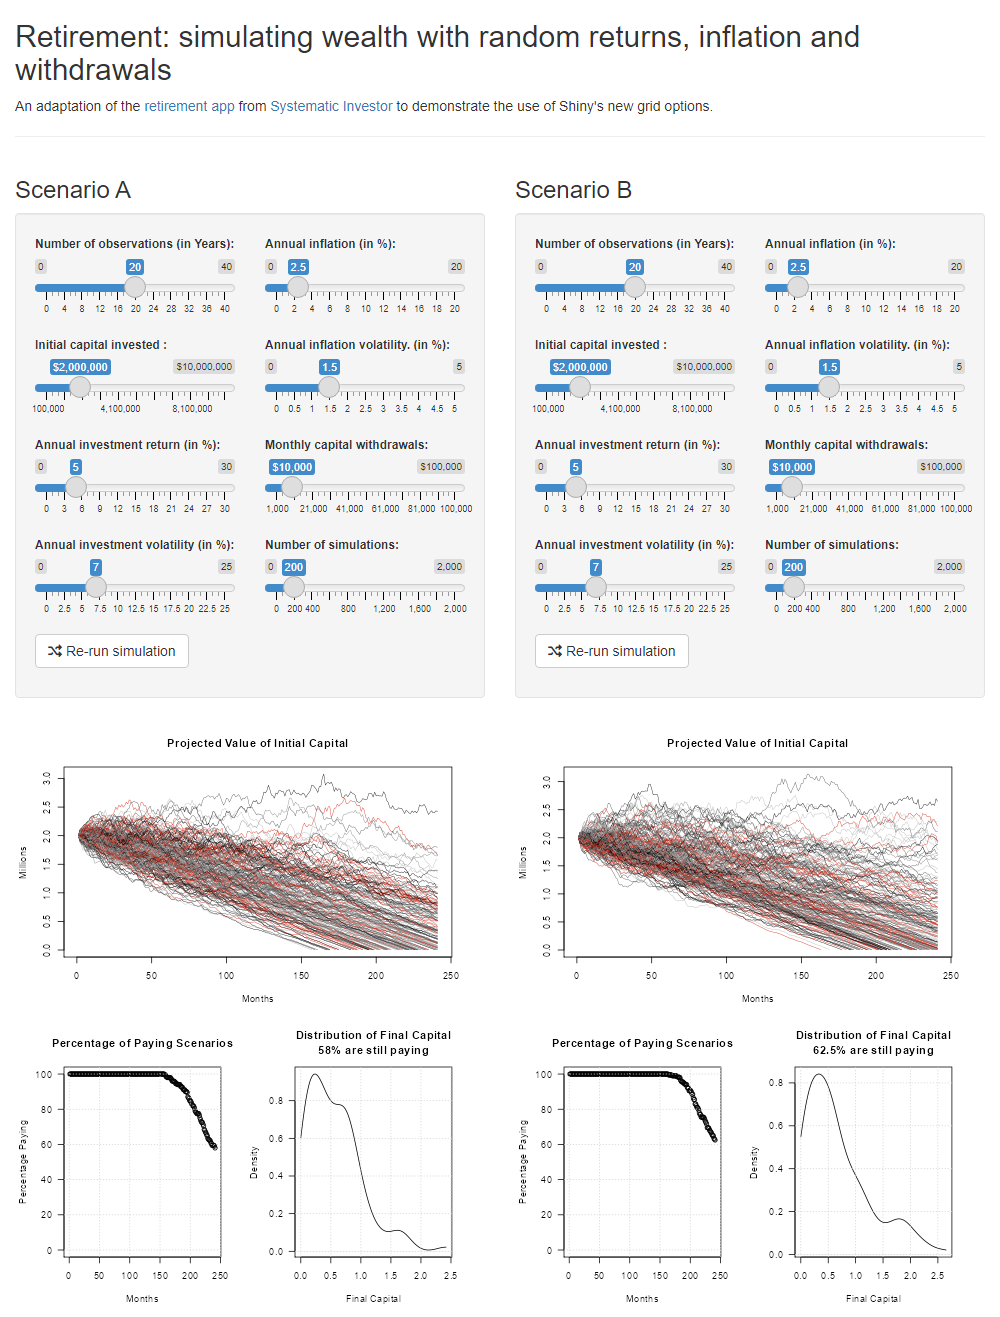 Retirement: simulating wealth with random returns, inflation and
withdrawals
An adaptation of the retirement app from Systematic Investor to demonstrate the use of Shiny's new grid options.
Scenario A
Number of observations (in Years):
0 20 40
0 4 8 12 16 20 24 28 32 36 40
Annual inflation (in %):
0 2.5 20
0 2 4 6 8 10 12 14 16 18 20
Initial capital invested :
$2,000,000 $10,000,000
100,000 4,100,000 8,100,000
Annual inflation volatility. (in %):
0 1.5 5
0 0.5 1 1.5 2 2.5 3 3.5 4 4.5 5
Annual investment return (in %):
0 5 30
0 3 6 9 12 15 18 21 24 27 30
Monthly capital withdrawals:
$10,000 $100,000
1,000 21,000 41,000 61,000 81,000 100,000
Annual investment volatility (in %):
0 7 25
0 2.5 5 7.5 10 12.5 15 17.5 20 22.5 25
Number of simulations:
0 200 2,000
0 200 400 800 1,200 1,600 2,000
Re-run simulation
Scenario B
Number of observations (in Years):
0 20 40
0 4 8 12 16 20 24 28 32 36 40
Annual inflation (in %):
0 2.5 20
0 2 4 6 8 10 12 14 16 18 20
Initial capital invested :
$2,000,000 $10,000,000
100,000 4,100,000 8,100,000
Annual inflation volatility. (in %):
0 1.5 5
0 0.5 1 1.5 2 2.5 3 3.5 4 4.5 5
Annual investment return (in %):
0 5 30
0 3 6 9 12 15 18 21 24 27 30
Monthly capital withdrawals:
$10,000 $100,000
1,000 21,000 41,000 61,000 81,000 100,000
Annual investment volatility (in %):
0 7 25
0 2.5 5 7.5 10 12.5 15 17.5 20 22.5 25
Number of simulations:
0 200 2,000
0 200 400 800 1,200 1,600 2,000
Re-run simulation
Projected Value of Initial Capital
Millions
3.0
2.5
2.0
1.5
1.0
0.5
0.0
0 50 100 150 200 250
Months
Projected Value of Initial Capital
Millions
3.0
2.5
2.0
1.5
1.0
0.5
0.0
0 50 100 150 200 250
Months
Percentage of Paying Scenarios
Percentage Paying
100
80
60
40
20
0
0 50 100 150 200 250
Months
Distribution of Final Capital
58% are still paying
Density
0.8
0.6
0.4
0.2
0.0
0.0 0.5 1.0 1.5 2.0 2.5
Final Capital
Percentage of Paying Scenarios
Percentage Paying
100
80
60
40
20
0
0 50 100 150 200 250
Months
Distribution of Final Capital
62.5% are still paying
Density
0.8
0.6
0.4
0.2
0.0
0.0 0.5 1.0 1.5 2.0 2.5
Final Capital